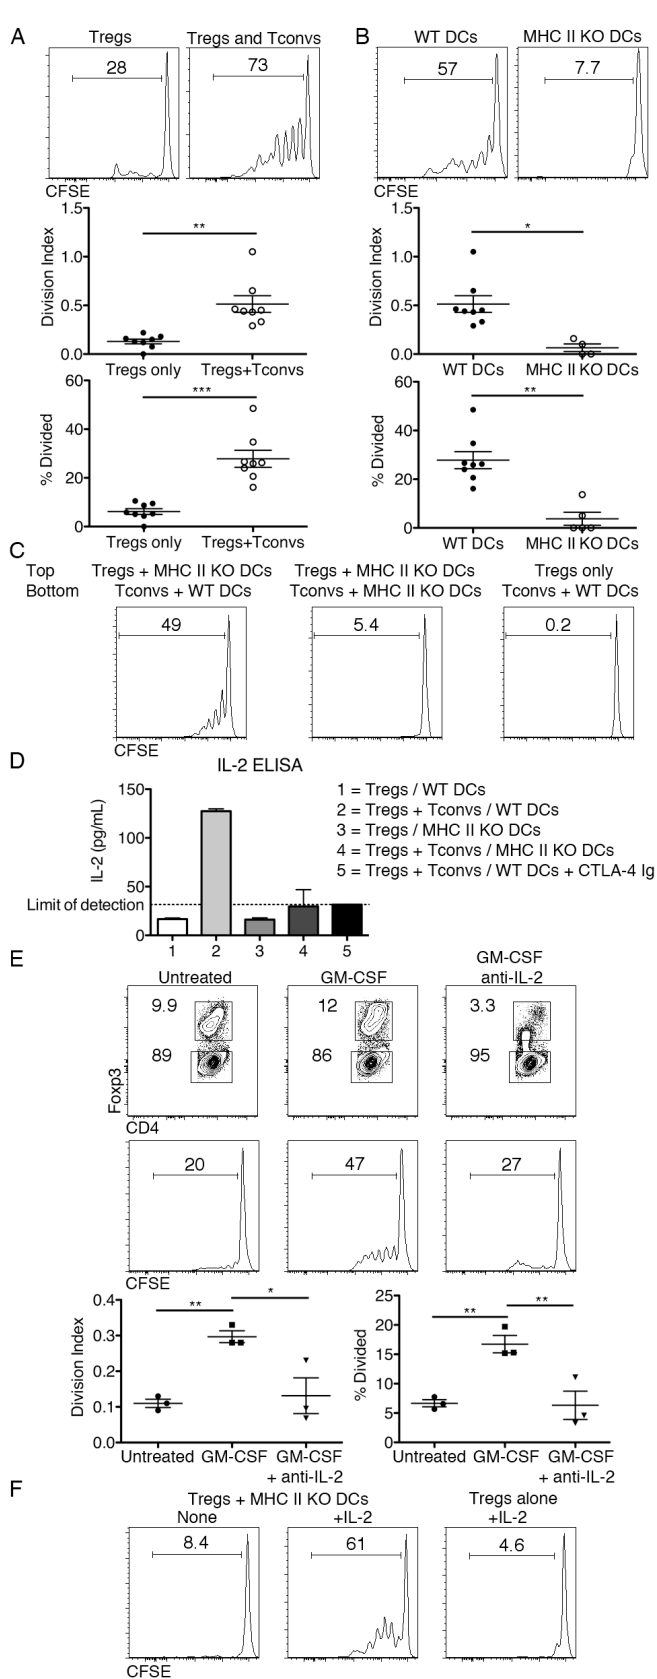 A
Tregs
Tregs and Tconvs
28
73
CFSE
1.5
1.0
0.5
0.0
Division Index
**
Tregs only
Tregs+Tconvs
60
40
20
0
% Divided
***
Tregs only
Tregs+Tconvs
B
WT DCs
MHC II KO DCs
57
7.7
CFSE
1.5
1.0
0.5
0.0
Division Index
*
WT DCs
MHC II KO DCs
60
40
20
0
% Divided
**
WT DCs
MHC II KO DCs
C
Top
Bottom
Tregs + MHC II KO DCs
Tconvs + WT DCs
Tregs + MHC II KO DCs
Tconvs + MHC II KO DCs
Tregs only
Tconvs + WT DCs
49
5.4
0.2
CFSE
D
IL-2 ELISA
150
100
50
0
IL-2 (pg/mL)
Limit of detection
1
2
3
4
5
1 = Tregs / WT DCs
2 = Tregs + Tconvs / WT DCs
3 = Tregs / MHC II KO DCs
4 = Tregs + Tconvs / MHC II KO DCs
5 = Tregs + Tconvs / WT DCs + CTLA-4 Ig
E
Untreated
GM-CSF
GM-CSF
anti-IL-2
9.9
12
3.3
89
86
95
Foxp3
CD4
20
47
27
CFSE
0.4
0.3
0.2
0.1
0.0
Division Index
**
*
Untreated
GM-CSF
GM-CSF
+ anti-IL-2
25
20
15
10
5
0
% Divided
**
**
Untreated
GM-CSF
GM-CSF
+ anti-IL-2
F
Tregs + MHC II KO DCs
None
+IL-2
Tregs alone
+IL-2
8.4
61
4.6
CFSE